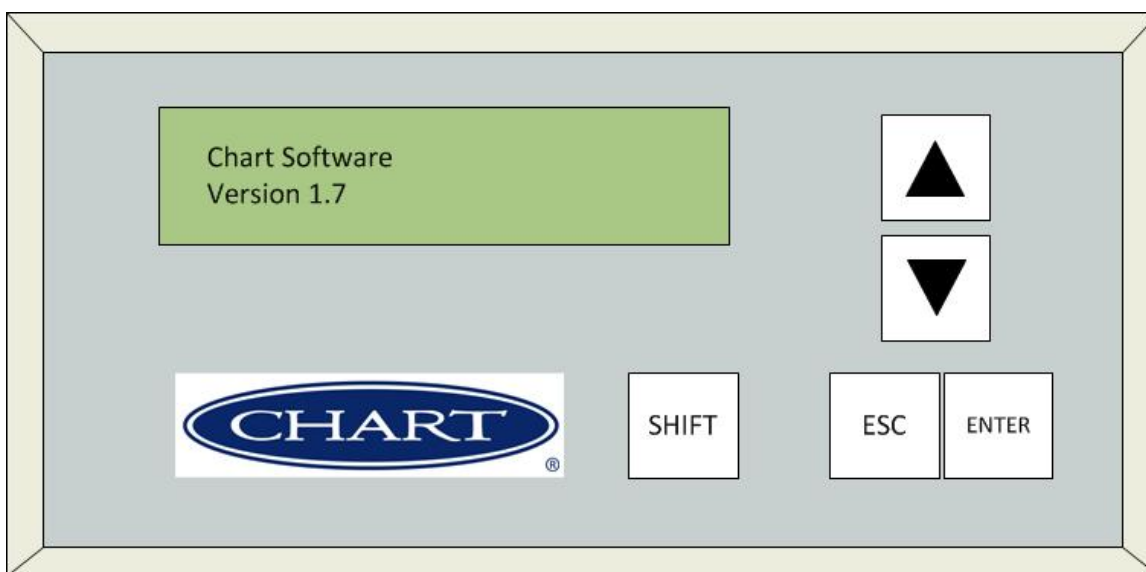 Chart Software
Version 1.7
CHART
®
SHIFT
ESC
ENTER